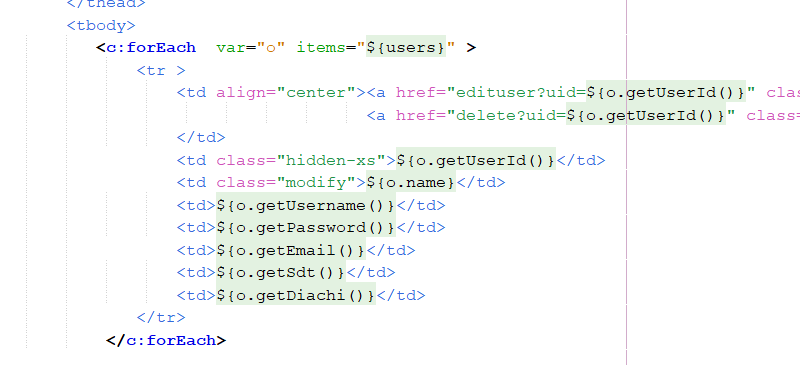 </thead>
<tbody>
<c:forEach  var="o" items="${users}" >
<tr >
<td align="center"><a href="edituser?uid=${o.getUserId()}" clas
<a href="delete?uid=${o.getUserId()}" class=
</td>
<td class="hidden-xs">${o.getUserId()}</td>
<td class="modify">${o.name}</td>
<td>${o.getUsername()}</td>
<td>${o.getPassword()}</td>
<td>${o.getEmail()}</td>
<td>${o.getSdt()}</td>
<td>${o.getDiachi()}</td>
</tr>
</c:forEach>